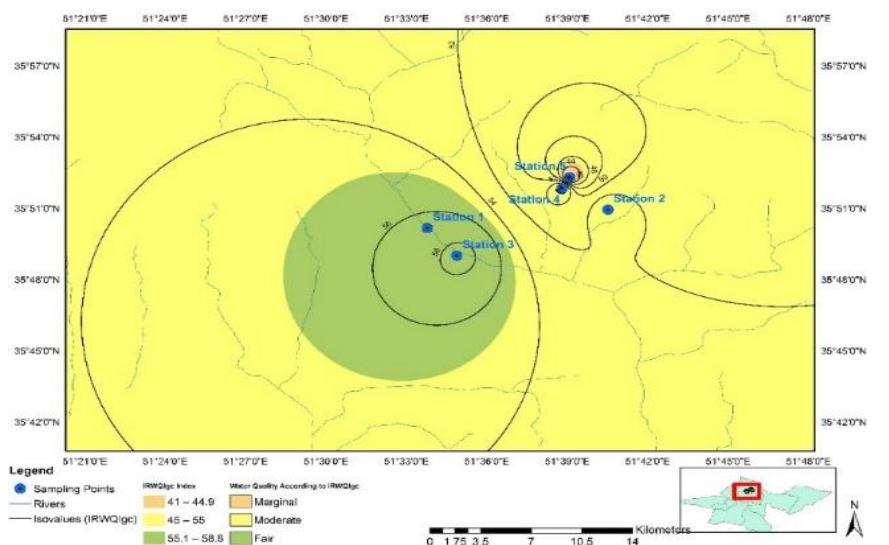 51°21'0"E 51°24'0"E 51°27'0"E 51°30'0"E 51°33'0"E 51°36'0"E 51°39'0"E 51°42'0"E 51°45'0"E 51°48'0"E
52
35°57'0"N 35°57'0"N
35°54'0"N 35°54'0"N
Station 5
Station 4
Station 2
35°51'0"N 35°51'0"N
54
Station 1
56
Station 3
58
35°48'0"N 35°48'0"N
35°45'0"N 35°45'0"N
35°42'0"N 35°42'0"N
51°21'0"E 51°24'0"E 51°27'0"E 51°30'0"E 51°33'0"E 51°36'0"E 51°39'0"E 51°42'0"E 51°45'0"E 51°48'0"E
Legend
Sampling Points
Rivers
Isovalues (IRWQIgc)
IRWQIgc Index
41 – 44.9
45 – 55
55.1 – 58.8
Water Quality According to IRWQIgc
Marginal
Moderate
Fair
Kilometers
0 1.75 3.5 7 10.5 14
N